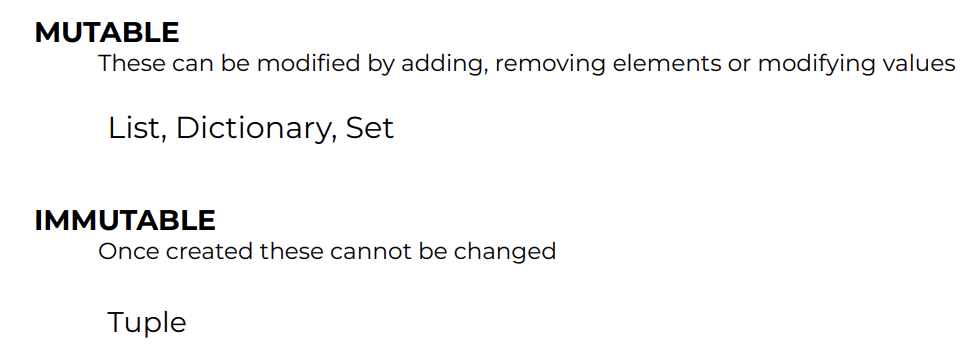 MUTABLE
These can be modified by adding, removing elements or modifying values
List, Dictionary, Set
IMMUTABLE
Once created these cannot be changed
Tuple